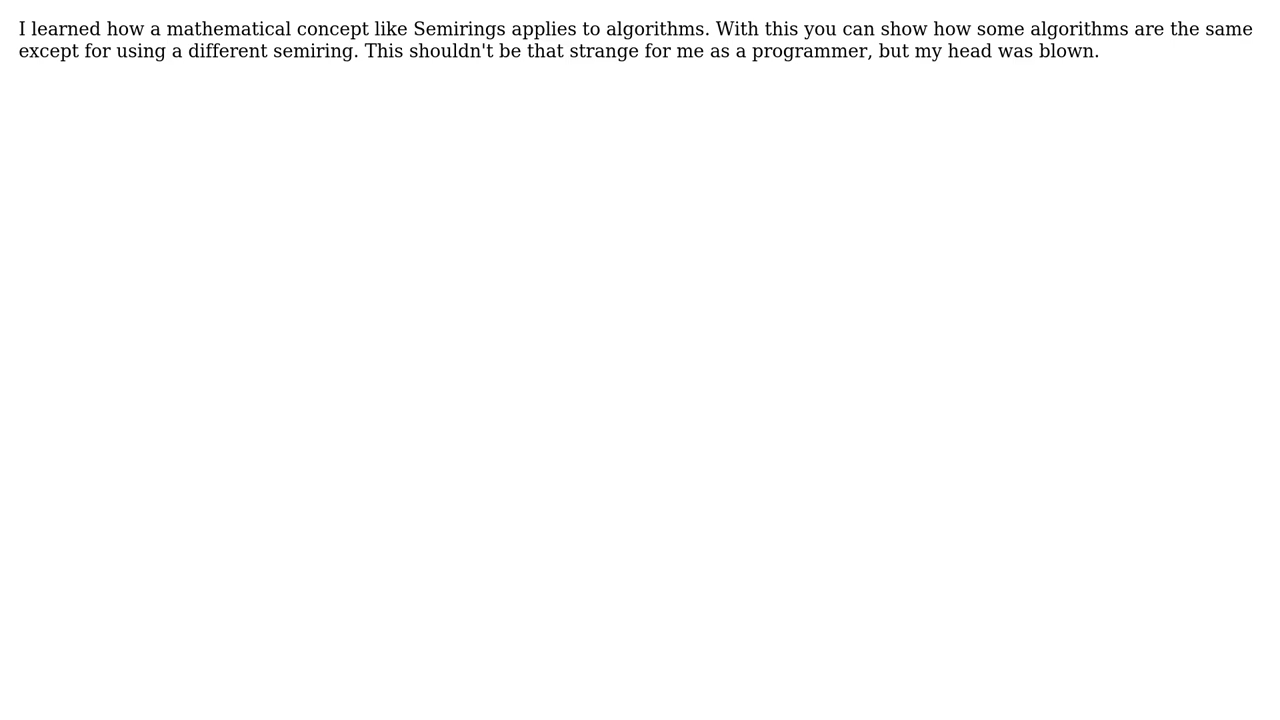 I learned how a mathematical concept like Semirings applies to algorithms. With this you can show how some algorithms are the same
except for using a different semiring. This shouldn't be that strange for me as a programmer, but my head was blown.